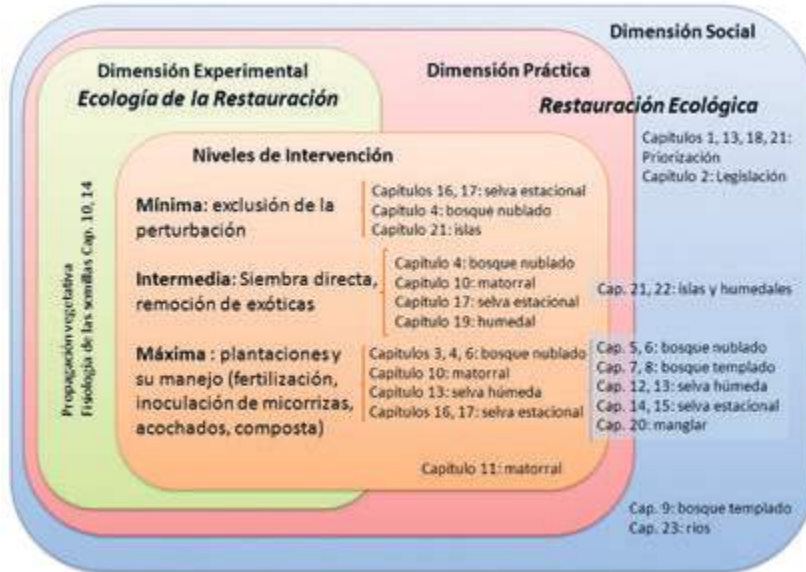 Dimensión Social
Dimensión Experimental
Ecología de la Restauración
Dimensión Práctica
Restauración Ecológica
Capítulos 1, 13, 18, 21:
Priorización
Capítulo 2: Legislación
Niveles de Intervención
Mínima: exclusión de la
perturbación
Capítulos 16, 17: selva estacional
Capítulo 4: bosque nublado
Capítulo 21: islas
Intermedia: Siembra directa,
remoción de exóticas
Capítulo 4: bosque nublado
Capítulo 10: matorral
Capítulo 17: selva estacional
Capítulo 19: humedal
Cap. 21, 22: islas y humedales
Máxima : plantaciones y
su manejo (fertilización,
inoculación de micorrizas,
acochados, composta)
Capítulos 3, 4, 6: bosque nublado
Capítulo 10: matorral
Capítulo 13: selva húmeda
Capítulos 16, 17: selva estacional
Cap. 5, 6: bosque nublado
Cap. 7, 8: bosque templado
Cap. 12, 13: selva húmeda
Cap. 14, 15: selva estacional
Cap. 20: manglar
Capítulo 11: matorral
Cap. 9: bosque templado
Cap. 23: ríos
Propagación vegetativa
Fisiología de las semillas Cap. 10, 14